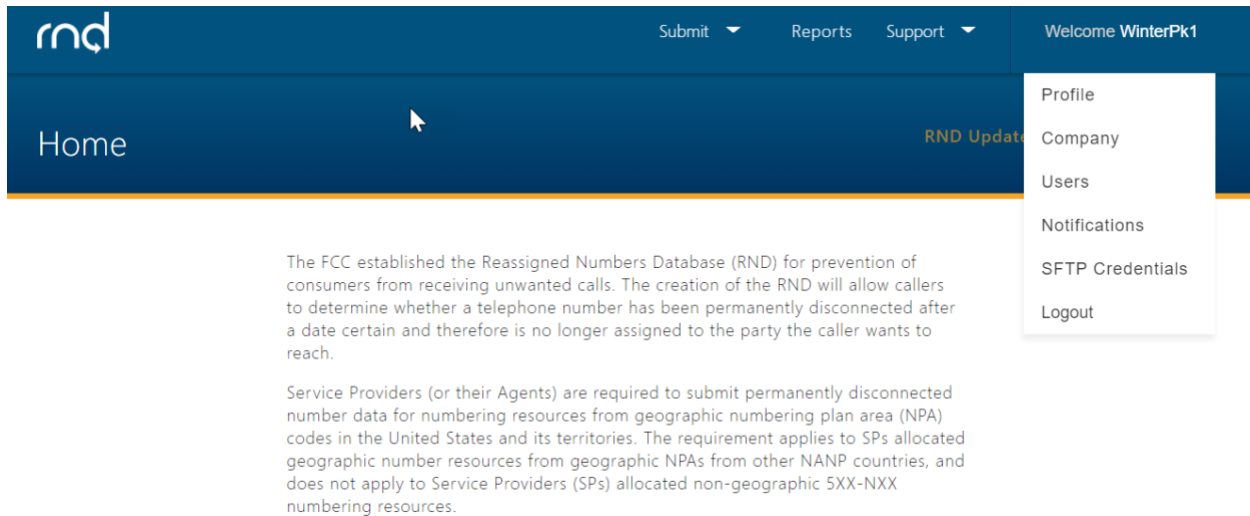 rnd
Submit Reports Support Welcome WinterPk1
Home
RND Update
Profile
Company
Users
Notifications
SFTP Credentials
Logout
The FCC established the Reassigned Numbers Database (RND) for prevention of
consumers from receiving unwanted calls. The creation of the RND will allow callers
to determine whether a telephone number has been permanently disconnected after
a date certain and therefore is no longer assigned to the party the caller wants to
reach.
Service Providers (or their Agents) are required to submit permanently disconnected
number data for numbering resources from geographic numbering plan area (NPA)
codes in the United States and its territories. The requirement applies to SPs allocated
geographic number resources from geographic NPAs from other NANP countries, and
does not apply to Service Providers (SPs) allocated non-geographic 5XX-NXX
numbering resources.